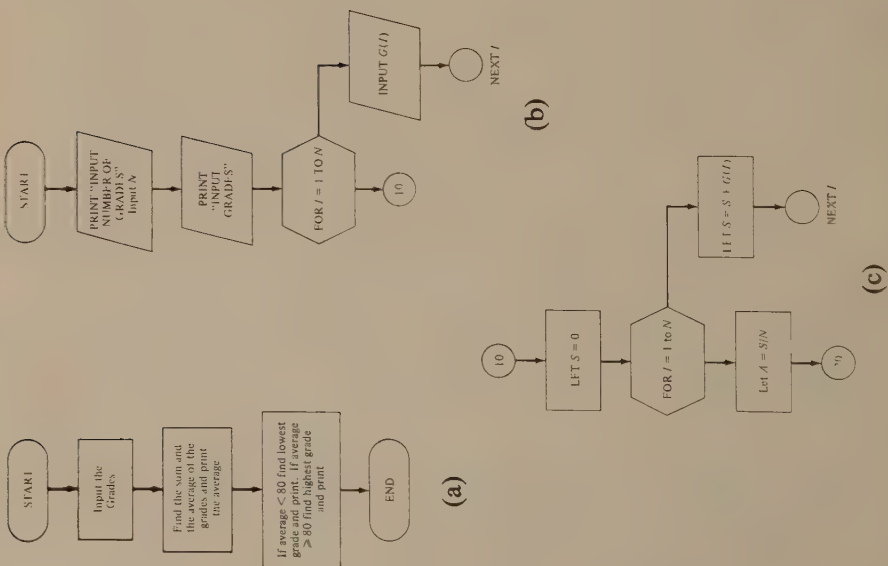 START
Input the
Grades
Find the sum and
the average of the
grades and print
the average
If average < 80 find lowest
grade and print. If average
⩾ 80 find highest grade
and print
END
(a)
START
PRINT "INPUT
NUMBER OF
GRADES"
Input N
PRINT
"INPUT
GRADES"
FOR I = 1 TO N
INPUT G(I)
10
NEXT I
(b)
10
LET S = 0
FOR I = 1 to N
LET S = S + G(I)
Let A = S/N
NEXT I
20
(c)